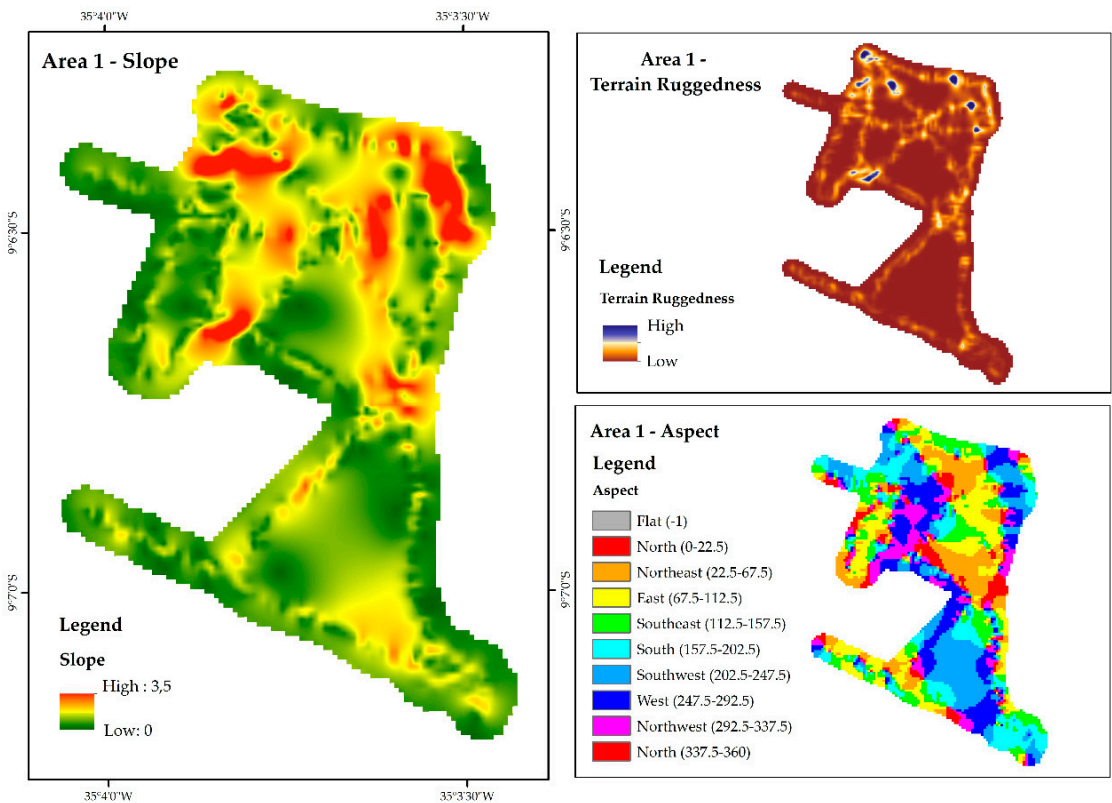 35°4'0"W
35°3'30"W
Area 1 - Slope
9°6'30"S
9°7'0"S
Legend
Slope
High : 3,5
Low: 0
35°4'0"W
35°3'30"W
Area 1 -
Terrain Ruggedness
9°6'30"S
Legend
Terrain Ruggedness
High
Low
Area 1 - Aspect
Legend
Aspect
Flat (-1)
North (0-22.5)
Northeast (22.5-67.5)
East (67.5-112.5)
Southeast (112.5-157.5)
South (157.5-202.5)
Southwest (202.5-247.5)
West (247.5-292.5)
Northwest (292.5-337.5)
North (337.5-360)
9°7'0"S